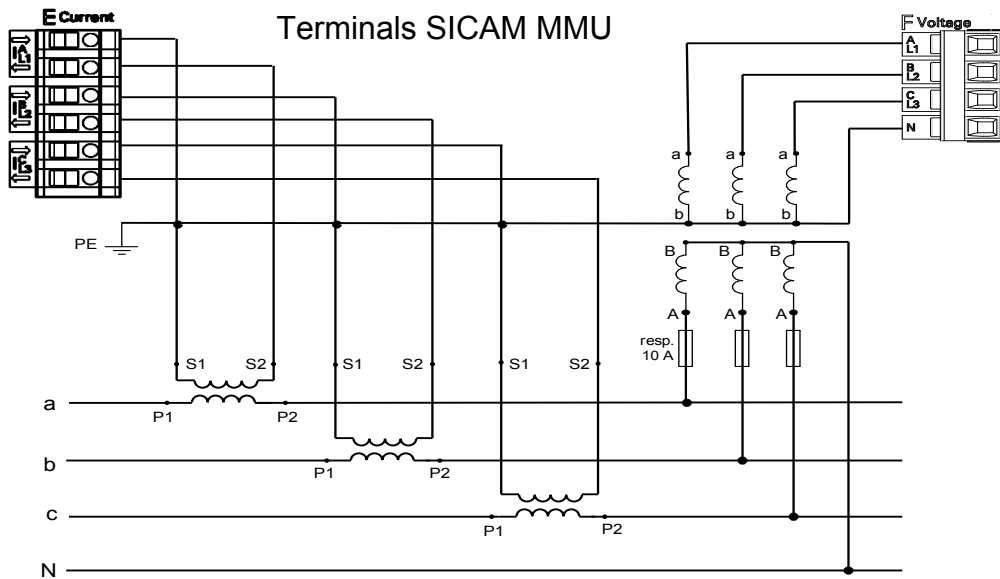 Terminals SICAM MMU
E Current
F Voltage
A
L1
B
L2
C
L3
N
a a a
b b b
PE
B B B
A A A
resp.
10 A
S1 S2 S1 S2 S1 S2
a
P1 P2
b
P1 P2
c
P1 P2
N